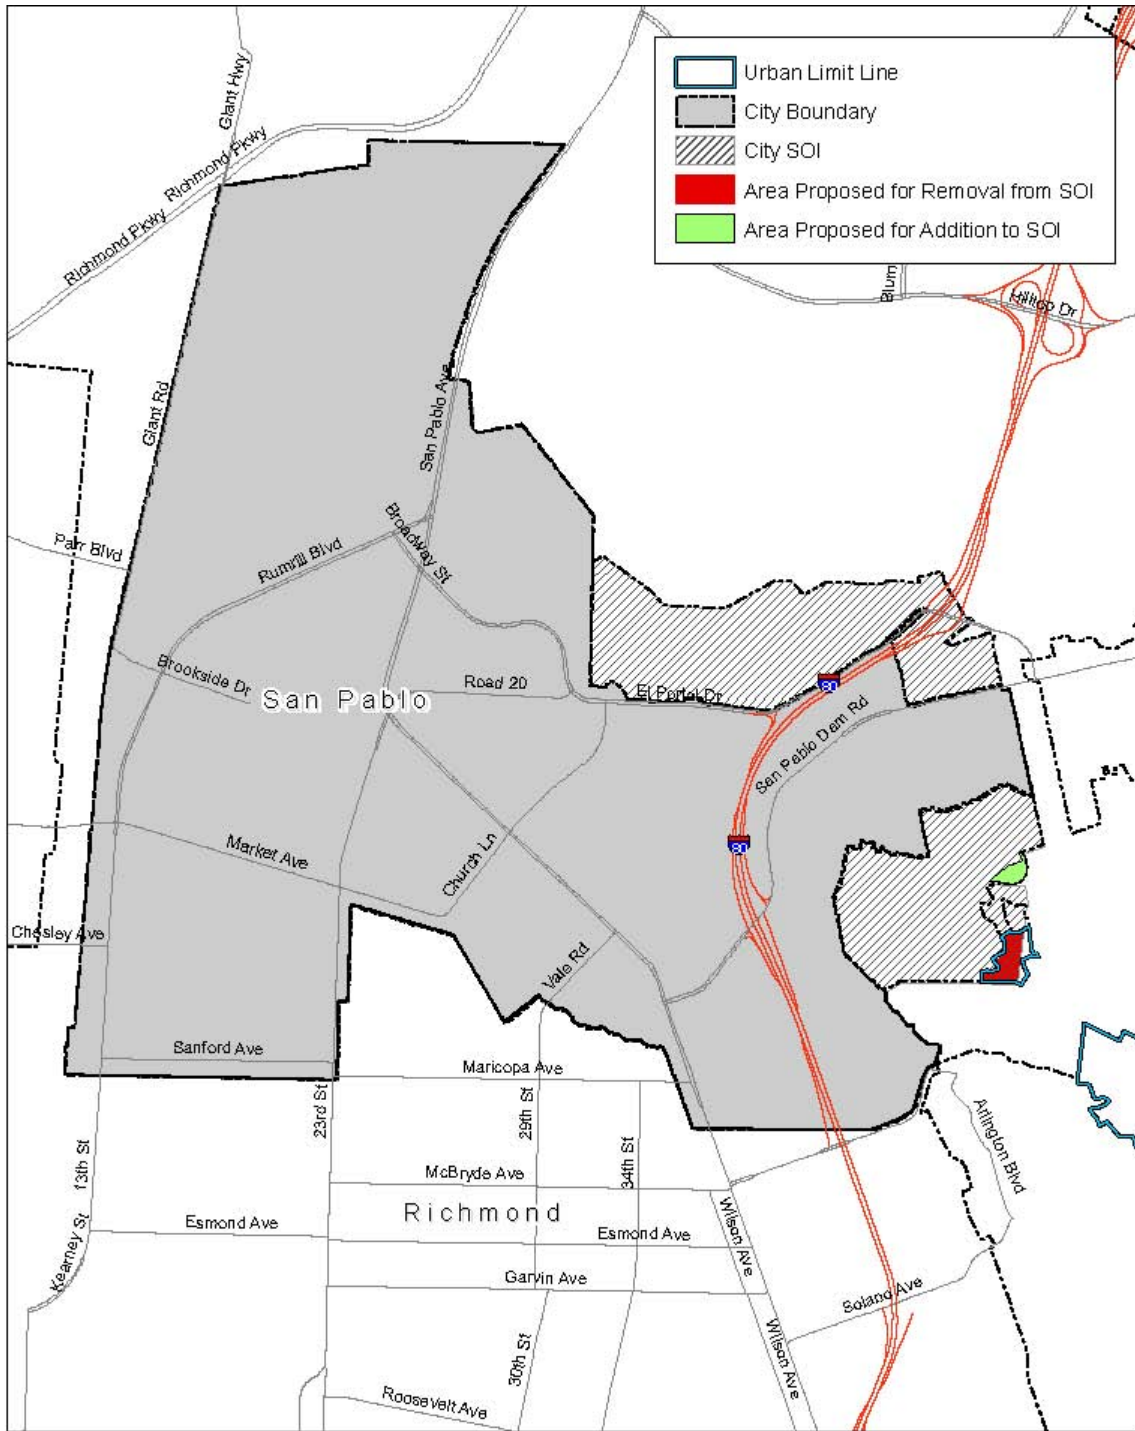 Urban Limit Line
City Boundary
City SOI
Area Proposed for Removal from SOI
Area Proposed for Addition to SOI
Giant Hwy
Richmond Pkwy
Richmond Pkwy
Blum
Hilltop Dr
Giant Rd
San Pablo Ave
Broadway St
Parr Blvd
Rumrill Blvd
Brookside Dr
San Pablo
Road 20
El Portal Dr
80
San Pablo Dam Rd
80
Market Ave
Church Ln
Chesley Ave
Vale Rd
Sanford Ave
Maricopa Ave
23rd St
29th St
34th St
Arlington Blvd
13th St
McBryde Ave
Richmond
Kearney St
Esmond Ave
Esmond Ave
Wilson Ave
Garvin Ave
Solano Ave
30th St
Wilson Ave
Roosevelt Ave